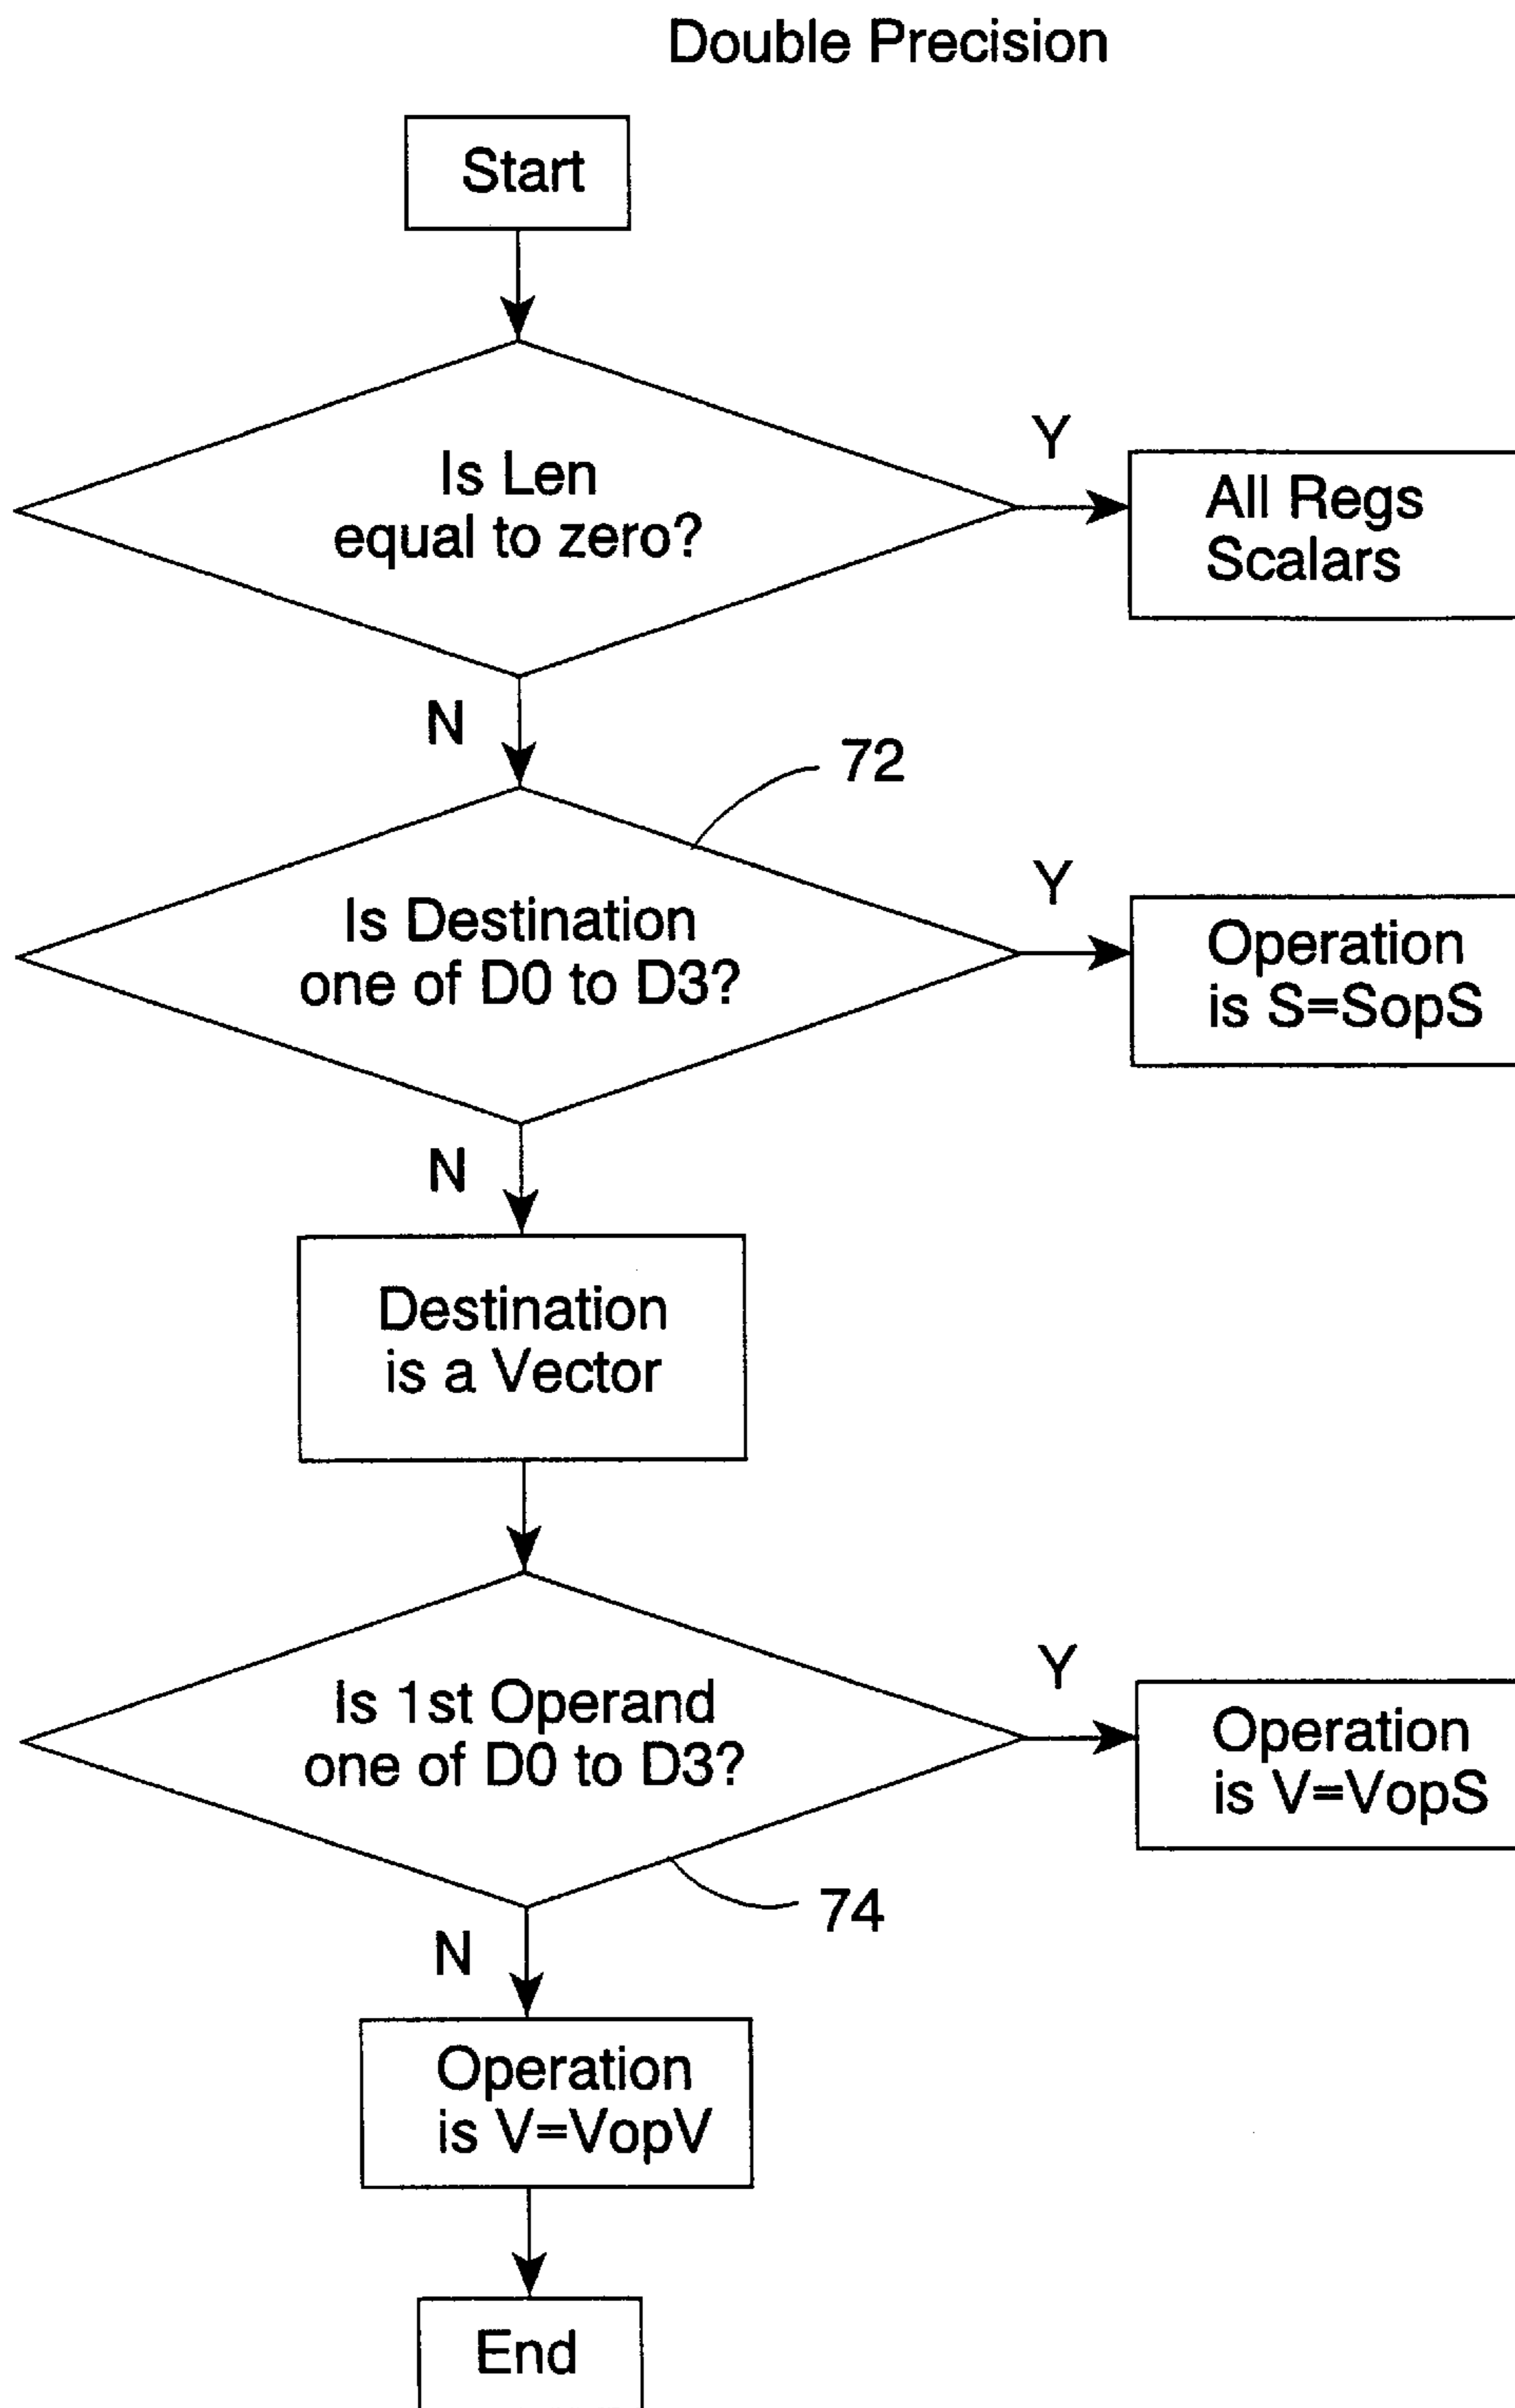 Double Precision
Start
Is Len
equal to zero?
Y
All Regs
Scalars
N
72
Is Destination
one of D0 to D3?
Y
Operation
is S=SopS
N
Destination
is a Vector
Is 1st Operand
one of D0 to D3?
Y
Operation
is V=VopS
74
N
Operation
is V=VopV
End